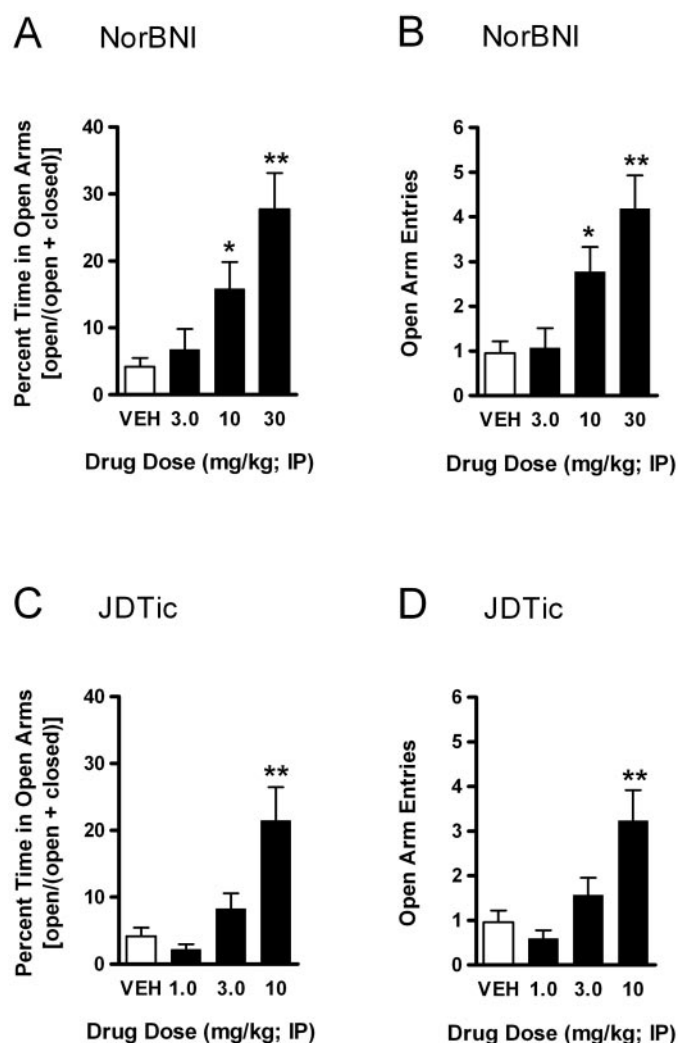 A NorBNI
Percent Time in Open Arms
[open/(open + closed)]
40
30
20
10
0
*
**
VEH 3.0 10 30
Drug Dose (mg/kg; IP)
B NorBNI
Open Arm Entries
6
5
4
3
2
1
0
*
**
VEH 3.0 10 30
Drug Dose (mg/kg; IP)
C JDTic
Percent Time in Open Arms
[open/(open + closed)]
40
30
20
10
0
**
VEH 1.0 3.0 10
Drug Dose (mg/kg; IP)
D JDTic
Open Arm Entries
6
5
4
3
2
1
0
**
VEH 1.0 3.0 10
Drug Dose (mg/kg; IP)